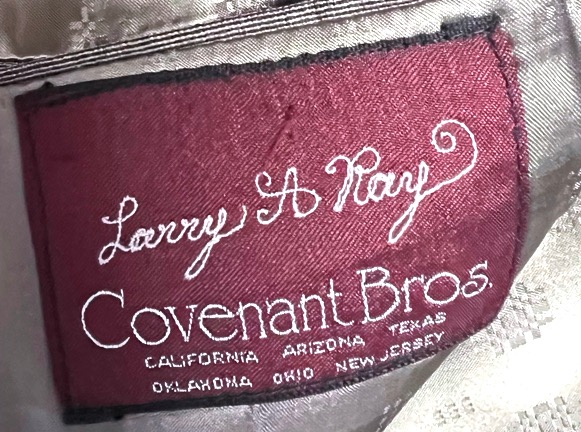 Larry A Ray
Covenant Bros.
CALIFORNIA ARIZONA TEXAS
OKLAHOMA OHIO NEW JERSEY